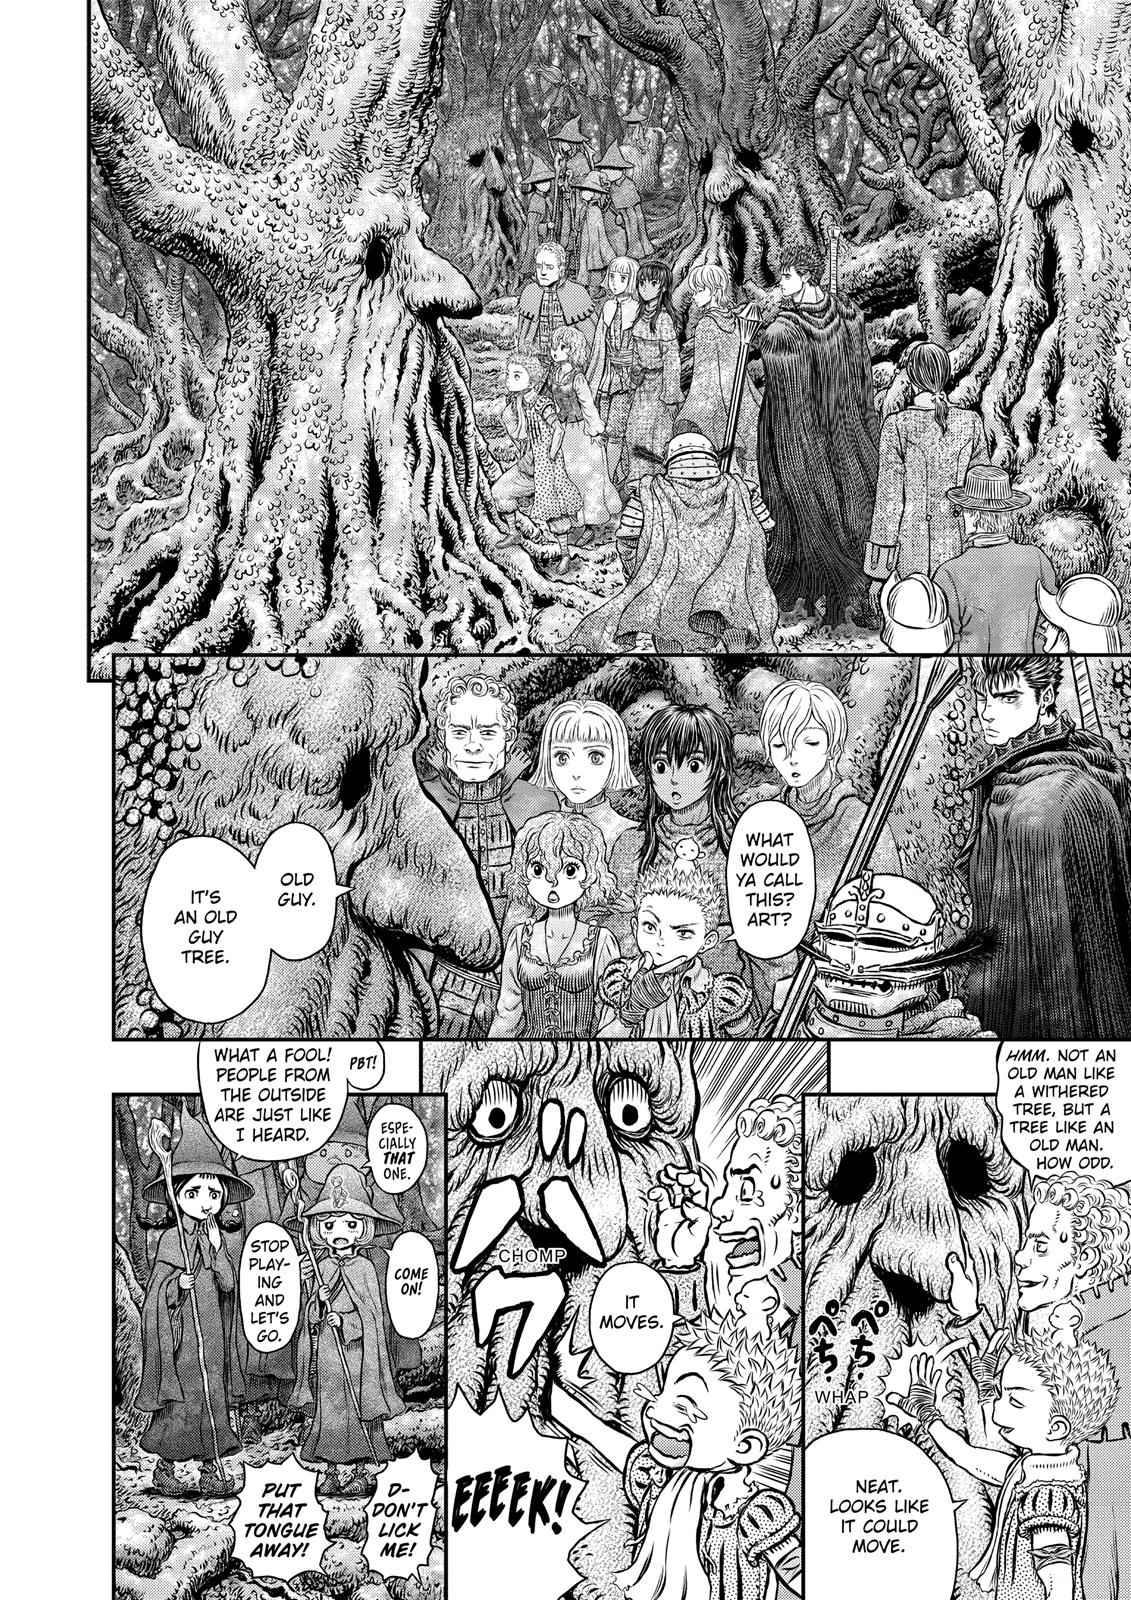 WHAT
WOULD
YA CALL
THIS?
ART?
OLD
GUY.
IT'S
AN OLD
GUY
TREE.
HMM. NOT AN
OLD MAN LIKE
A WITHERED
TREE, BUT A
TREE LIKE AN
OLD MAN.
HOW ODD.
ぺち
ぺち
WHAP
NEAT.
LOOKS LIKE
IT COULD
MOVE.
CHOMP
IT
MOVES.
EEEEK!
PBT!
WHAT A FOOL!
PEOPLE FROM
THE OUTSIDE
ARE JUST LIKE
I HEARD.
ESPE-
CIALLY
THAT
ONE.
COME
ON!
STOP
PLAY-
ING
AND
LET'S
GO.
D-
DON'T
LICK
ME!
PUT
THAT
TONGUE
AWAY!